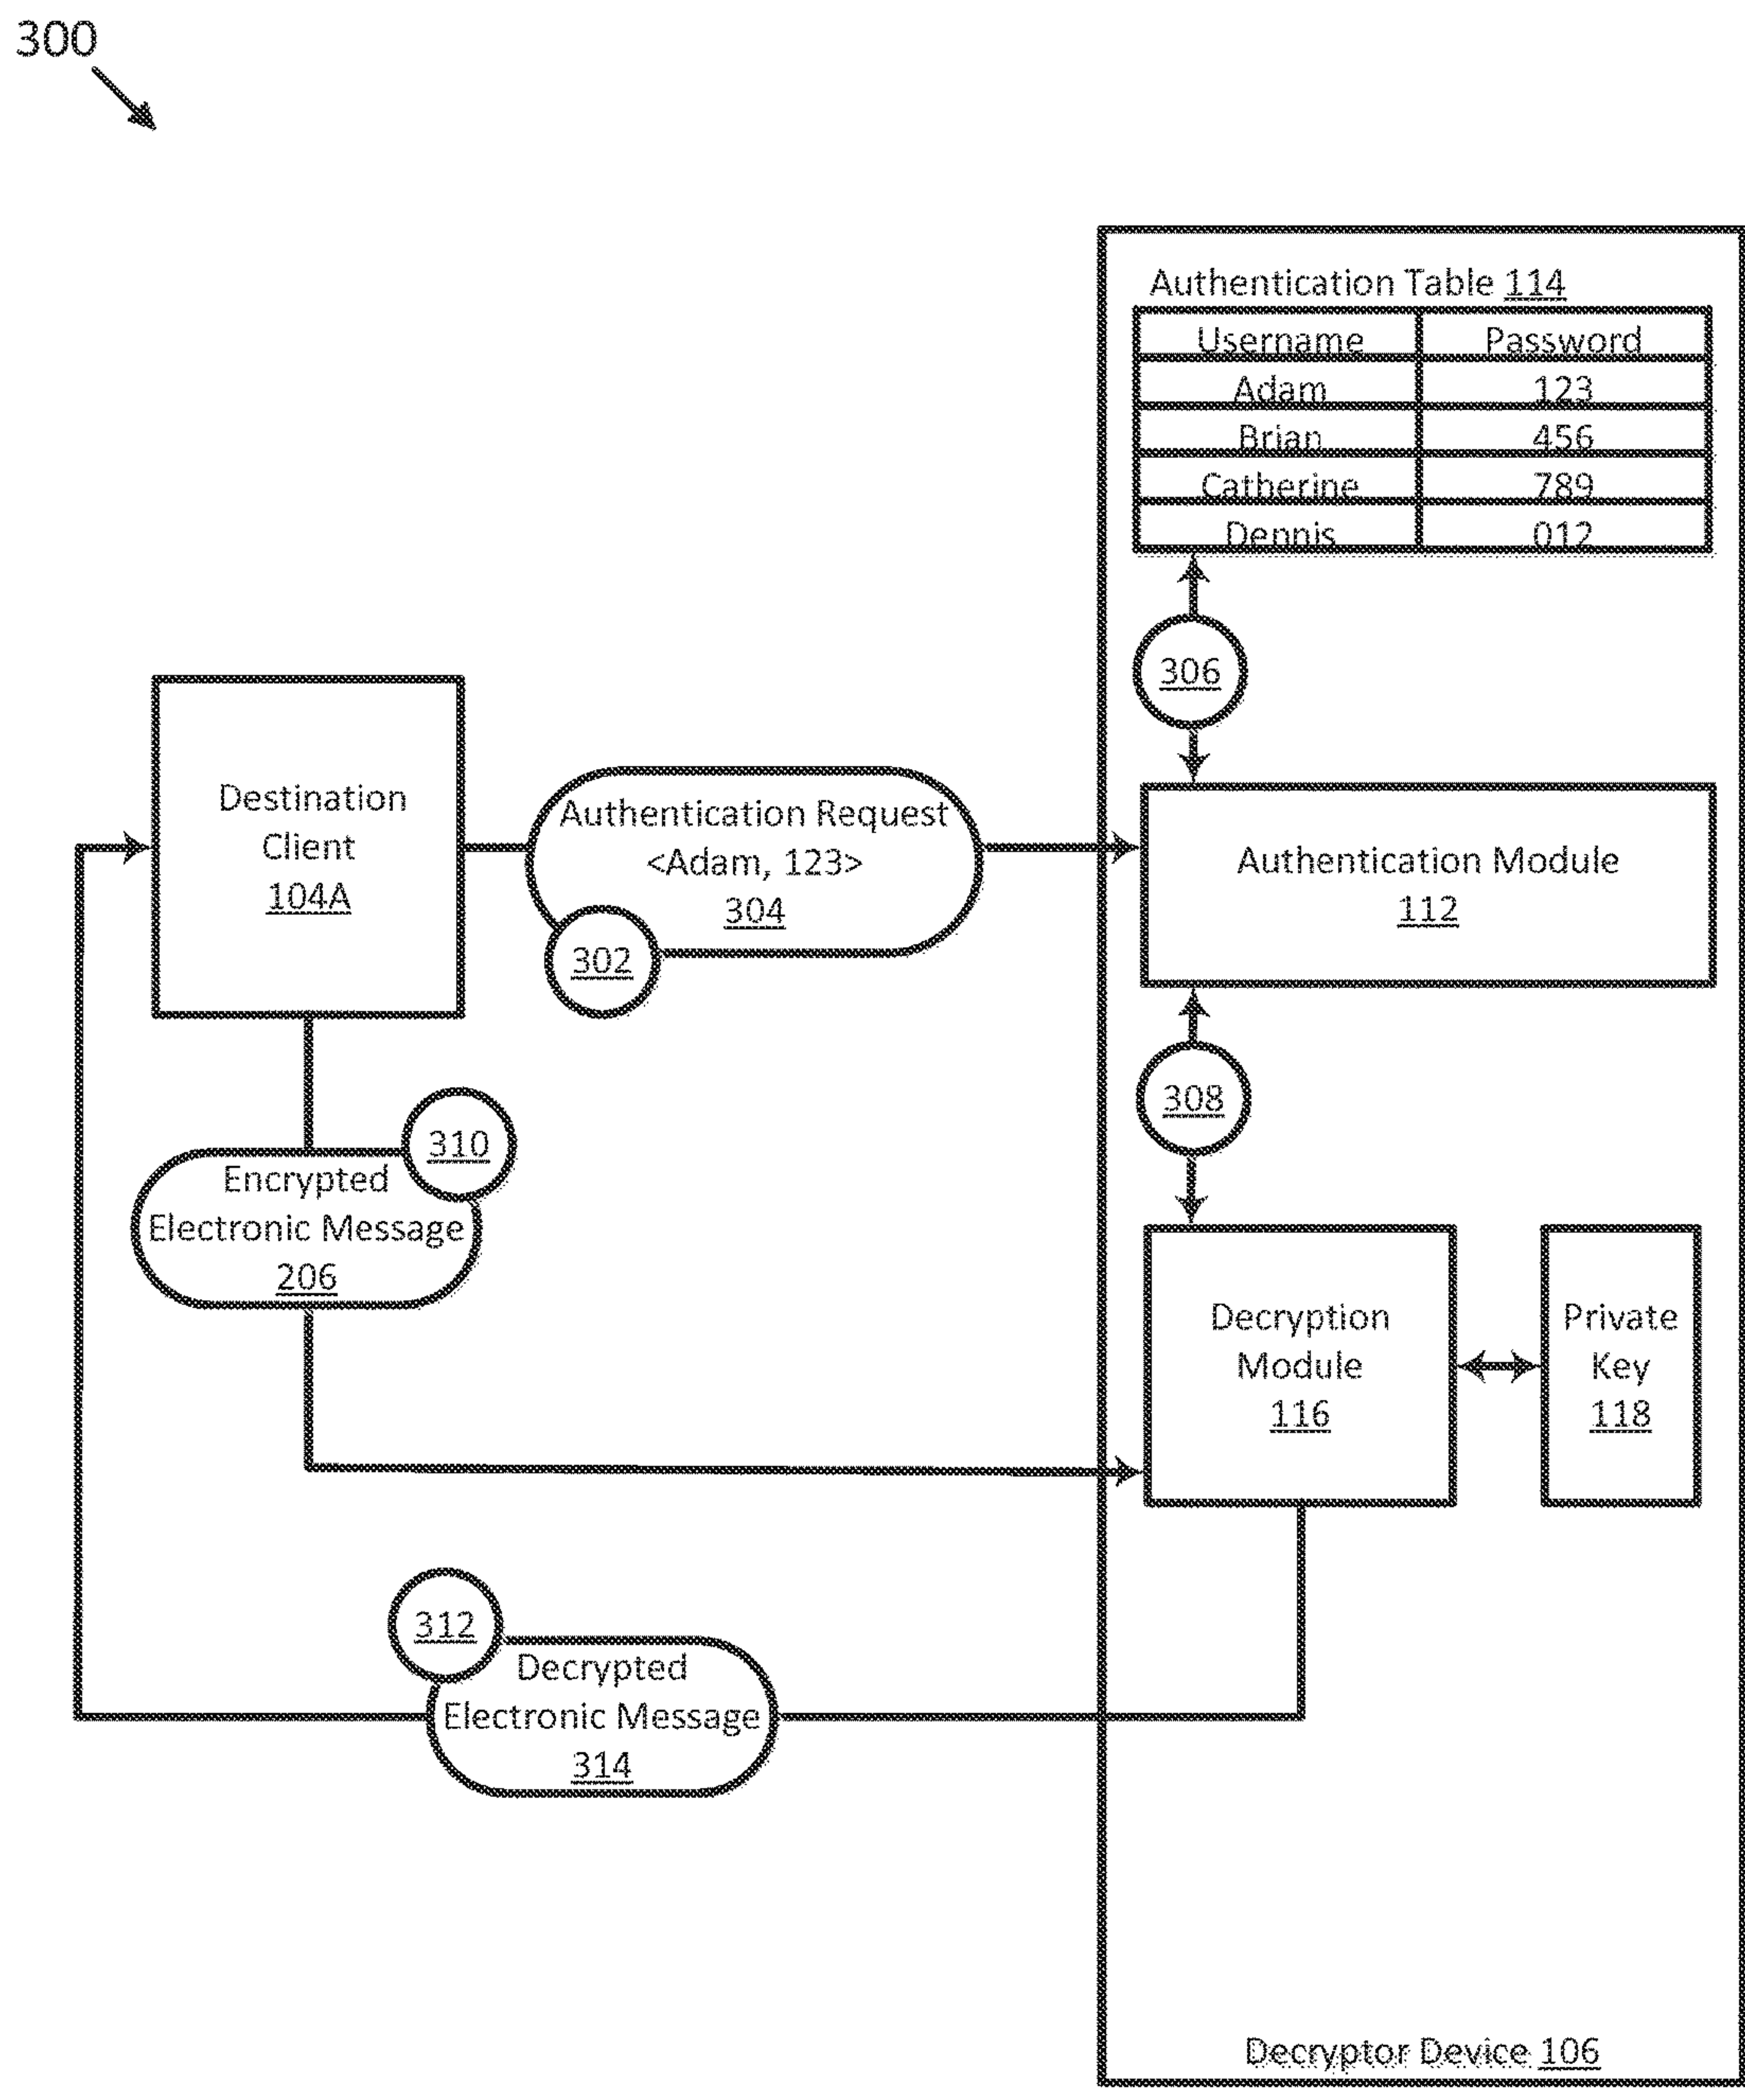 300
Authentication Table 114
Username Password
Adam 123
Brian 456
Catherine 789
Dennis 012
306
Destination
Client
104A
Authentication Request
<Adam, 123>
304
302
Authentication Module
112
308
310
Encrypted
Electronic Message
206
Decryption
Module
116
Private
Key
118
312
Decrypted
Electronic Message
314
Decryptor Device 106